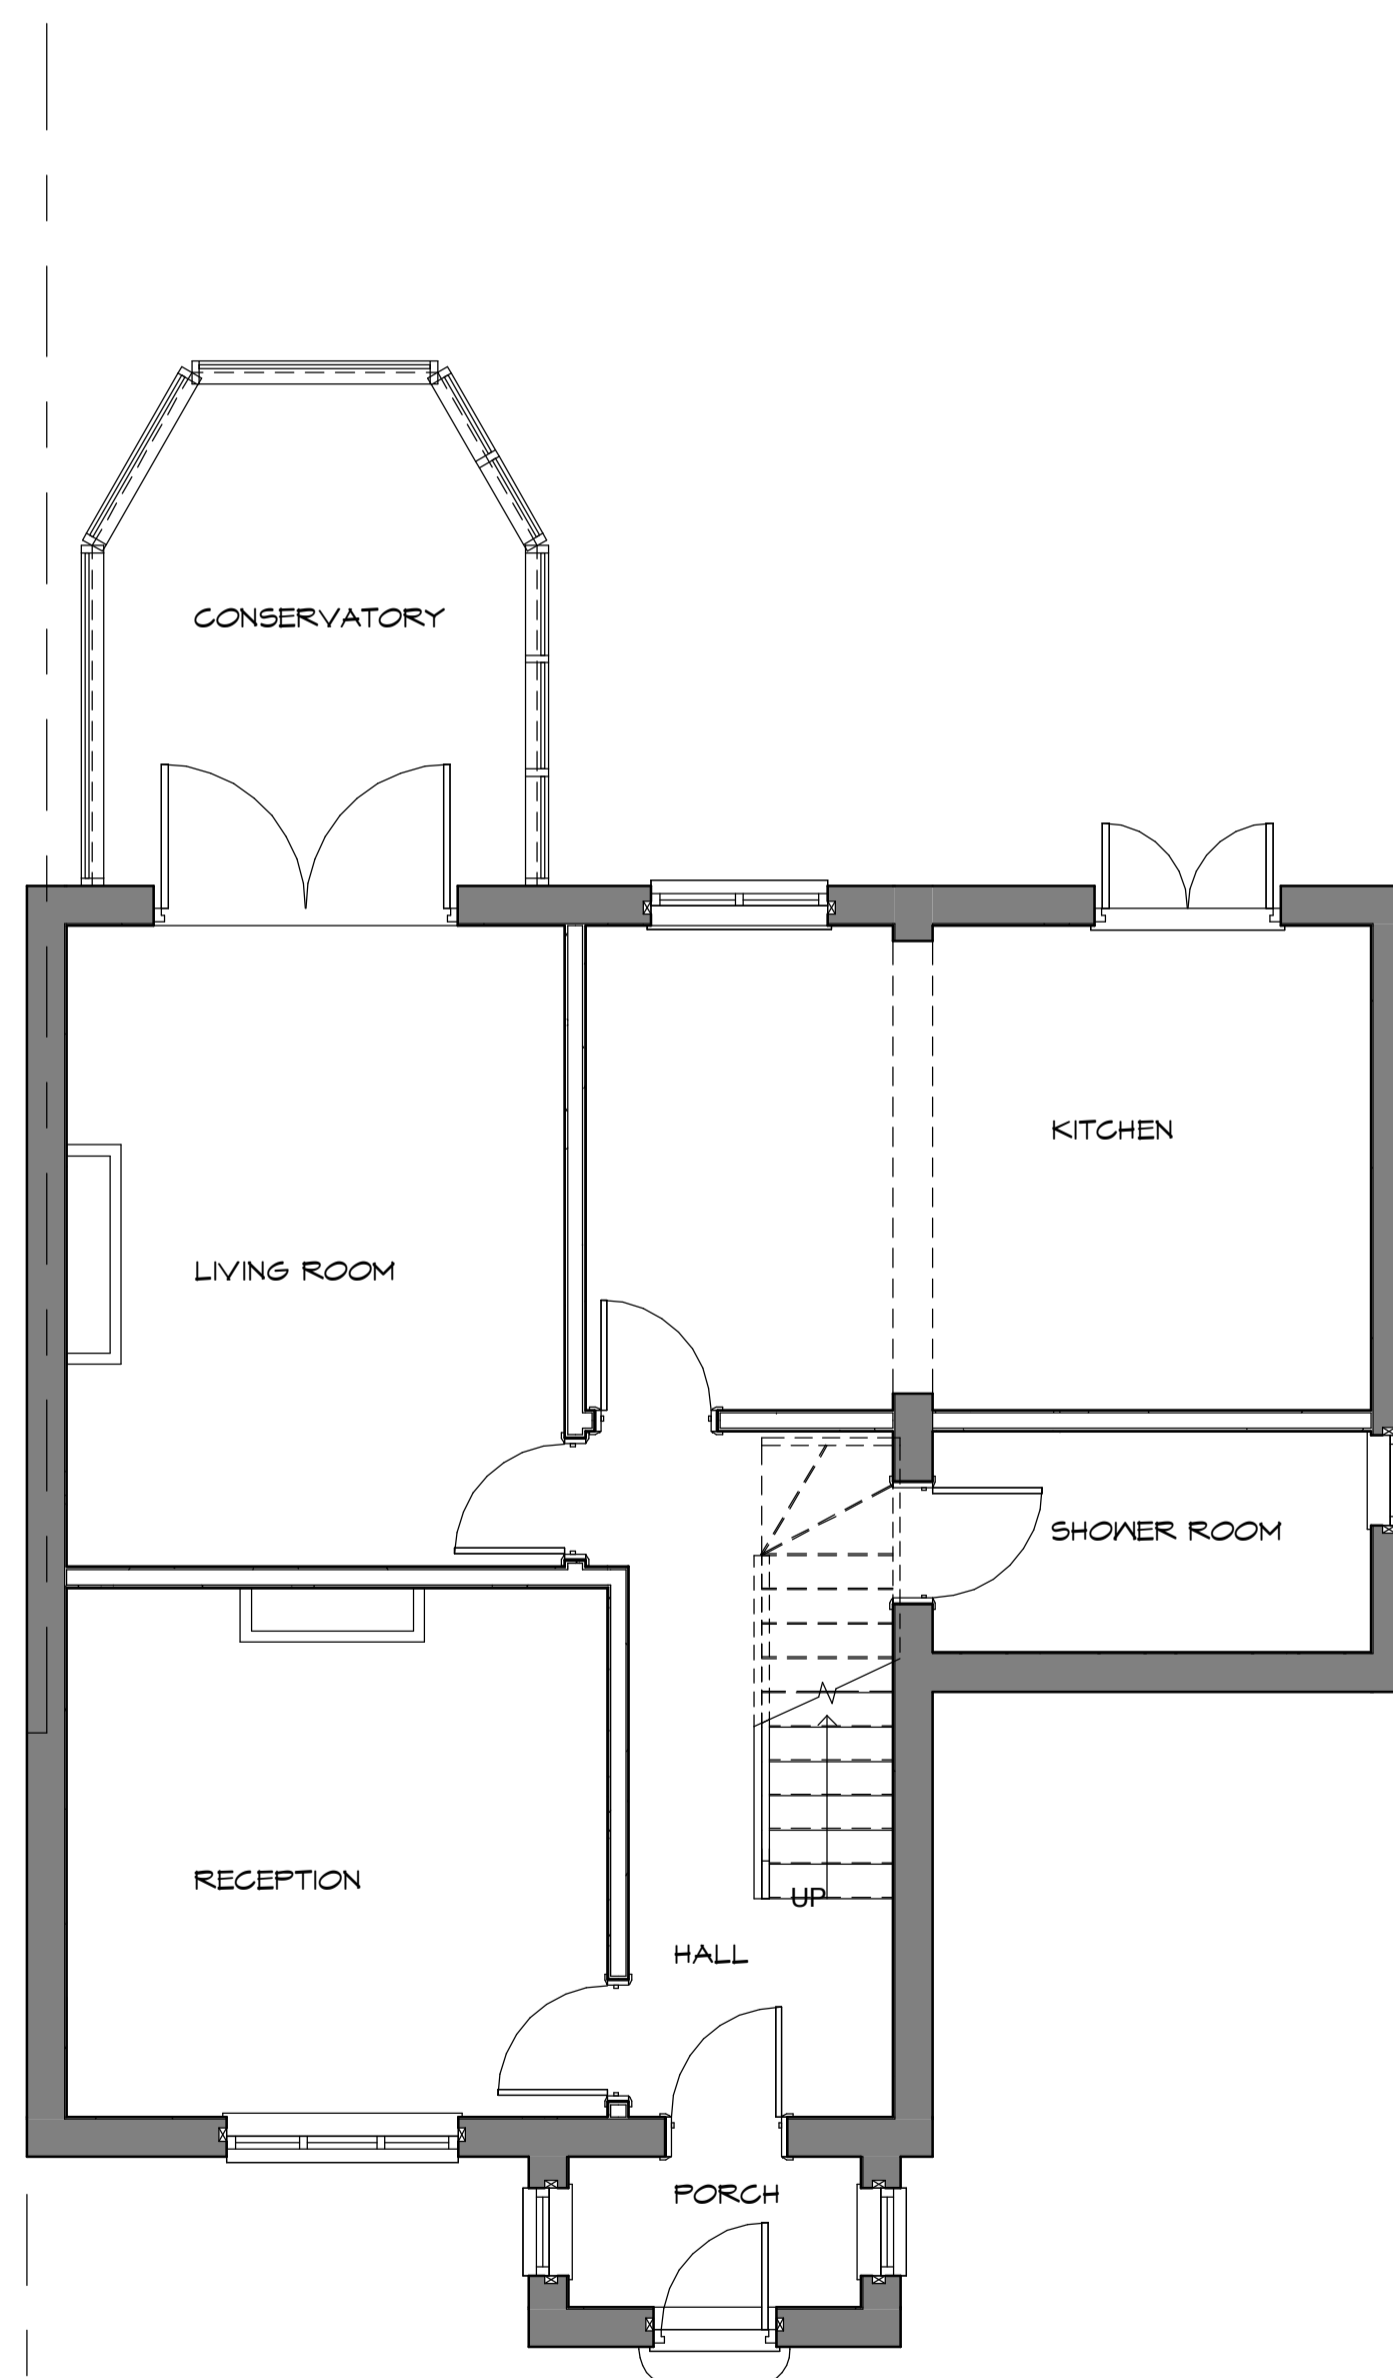 CONSERVATORY
KITCHEN
LIVING ROOM
SHOWER ROOM
RECEPTION
UP
HALL
PORCH